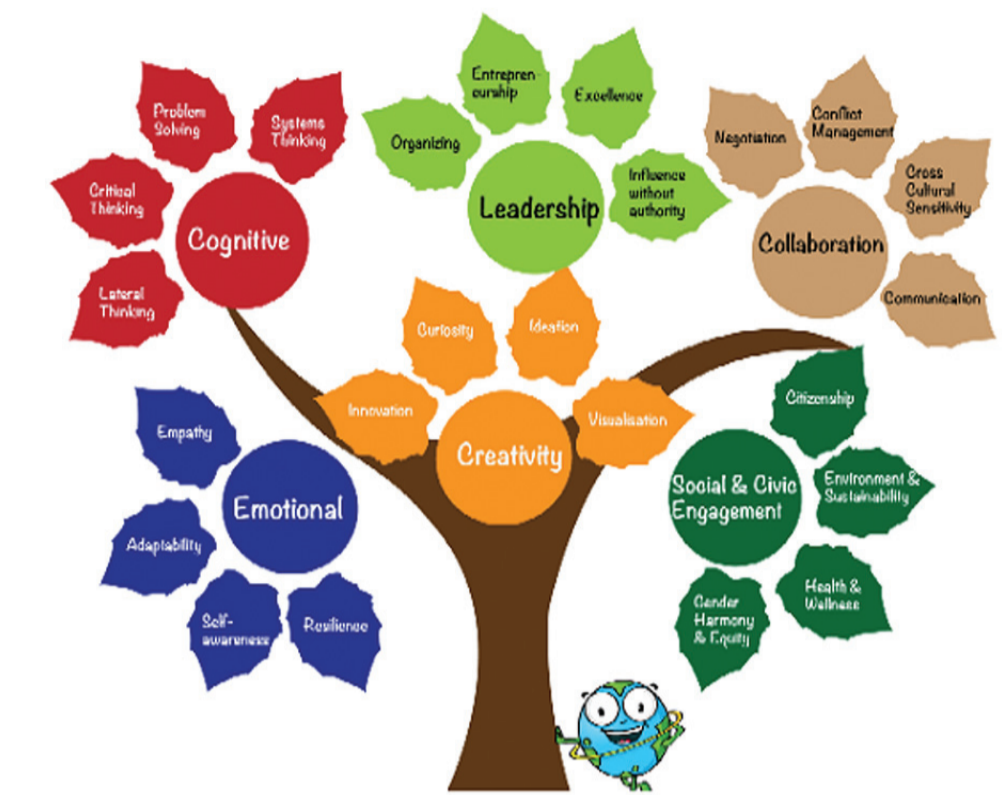 Problem
Solving
Systems
Thinking
Critical
Thinking
Lateral
Thinking
Cognitive
Entrepren-
eurship
Excellence
Organizing
Influence
without
authority
Leadership
Negotiation
Conflict
Management
Cross
Cultural
Sensitivity
Communication
Collaboration
Curiosity
Ideation
Innovation
Visualisation
Creativity
Empathy
Adaptability
Self-
awareness
Resilience
Emotional
Citizenship
Environment &
Sustainability
Health &
Wellness
Gender
Harmony
& Equity
Social & Civic
Engagement